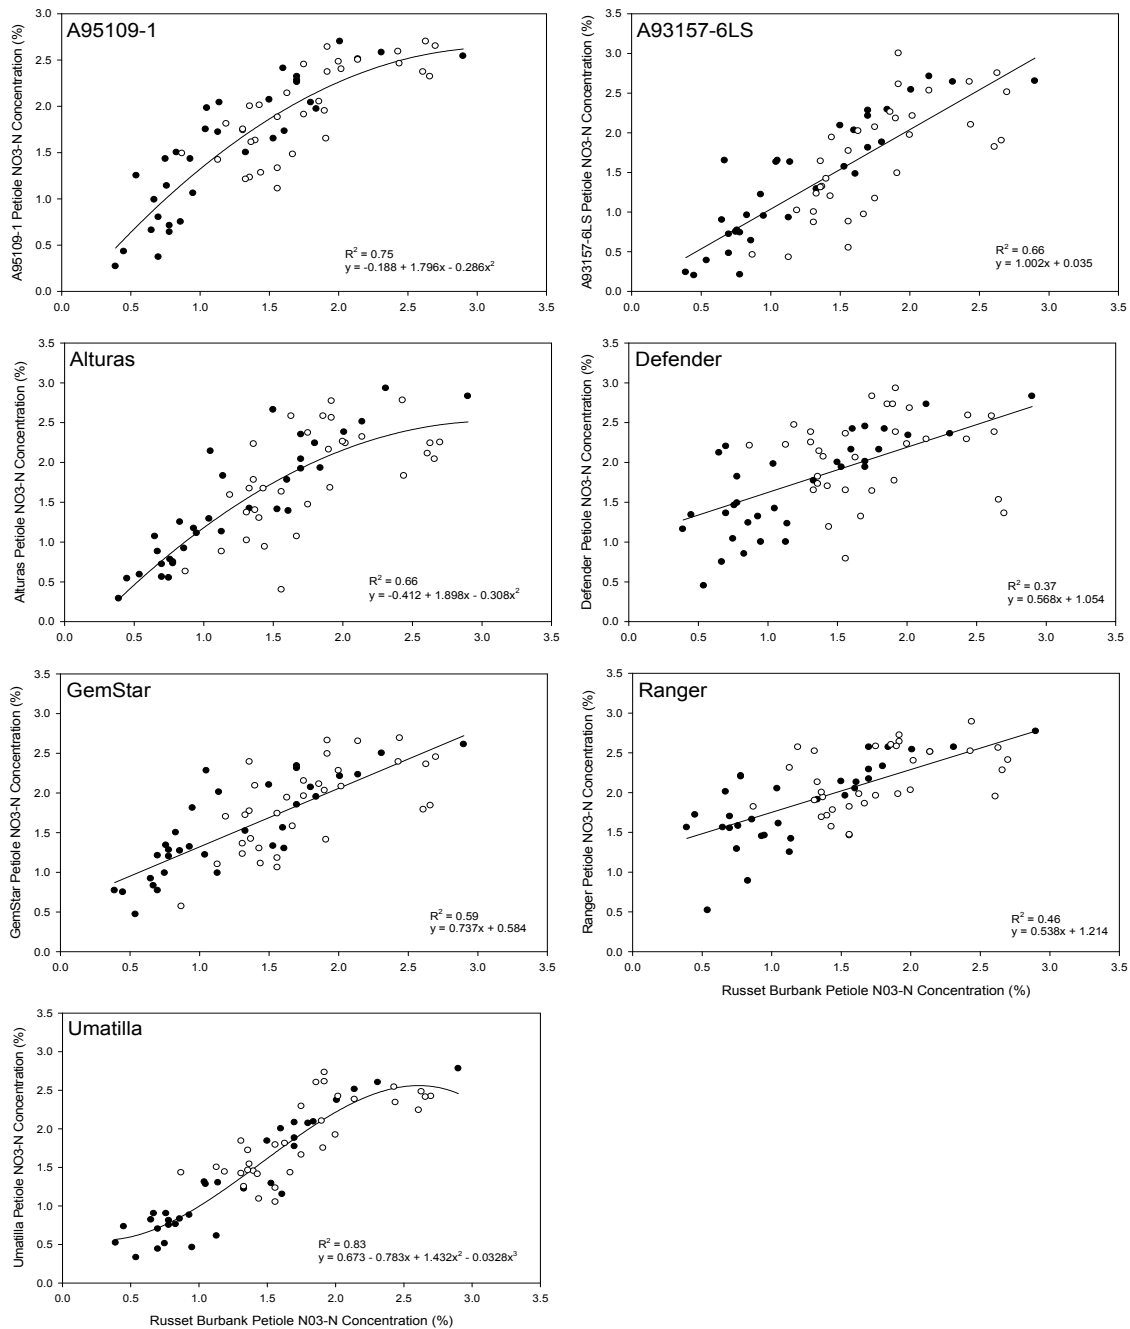 A95109-1
A95109-1 Petiole NO3-N Concentration (%)
3.0
2.5
2.0
1.5
1.0
0.5
0.0
R² = 0.75
y = -0.188 + 1.796x - 0.286x²
0.0 0.5 1.0 1.5 2.0 2.5 3.0 3.5
A93157-6LS
A93157-6LS Petiole NO3-N Concentration (%)
3.5
3.0
2.5
2.0
1.5
1.0
0.5
0.0
R² = 0.66
y = 1.002x + 0.035
0.0 0.5 1.0 1.5 2.0 2.5 3.0 3.5
Alturas
Alturas Petiole NO3-N Concentration (%)
3.5
3.0
2.5
2.0
1.5
1.0
0.5
0.0
R² = 0.66
y = -0.412 + 1.898x - 0.308x²
0.0 0.5 1.0 1.5 2.0 2.5 3.0 3.5
Defender
Defender Petiole NO3-N Concentration (%)
3.5
3.0
2.5
2.0
1.5
1.0
0.5
0.0
R² = 0.37
y = 0.568x + 1.054
0.0 0.5 1.0 1.5 2.0 2.5 3.0 3.5
GemStar
GemStar Petiole NO3-N Concentration (%)
3.5
3.0
2.5
2.0
1.5
1.0
0.5
0.0
R² = 0.59
y = 0.737x + 0.584
0.0 0.5 1.0 1.5 2.0 2.5 3.0 3.5
Ranger
Ranger Petiole NO3-N Concentration (%)
3.5
3.0
2.5
2.0
1.5
1.0
0.5
0.0
R² = 0.46
y = 0.538x + 1.214
0.0 0.5 1.0 1.5 2.0 2.5 3.0 3.5
Russet Burbank Petiole N03-N Concentration (%)
Umatilla
Umatilla Petiole NO3-N Concentration (%)
3.5
3.0
2.5
2.0
1.5
1.0
0.5
0.0
R² = 0.83
y = 0.673 - 0.783x + 1.432x² - 0.0328x³
0.0 0.5 1.0 1.5 2.0 2.5 3.0 3.5
Russet Burbank Petiole N03-N Concentration (%)